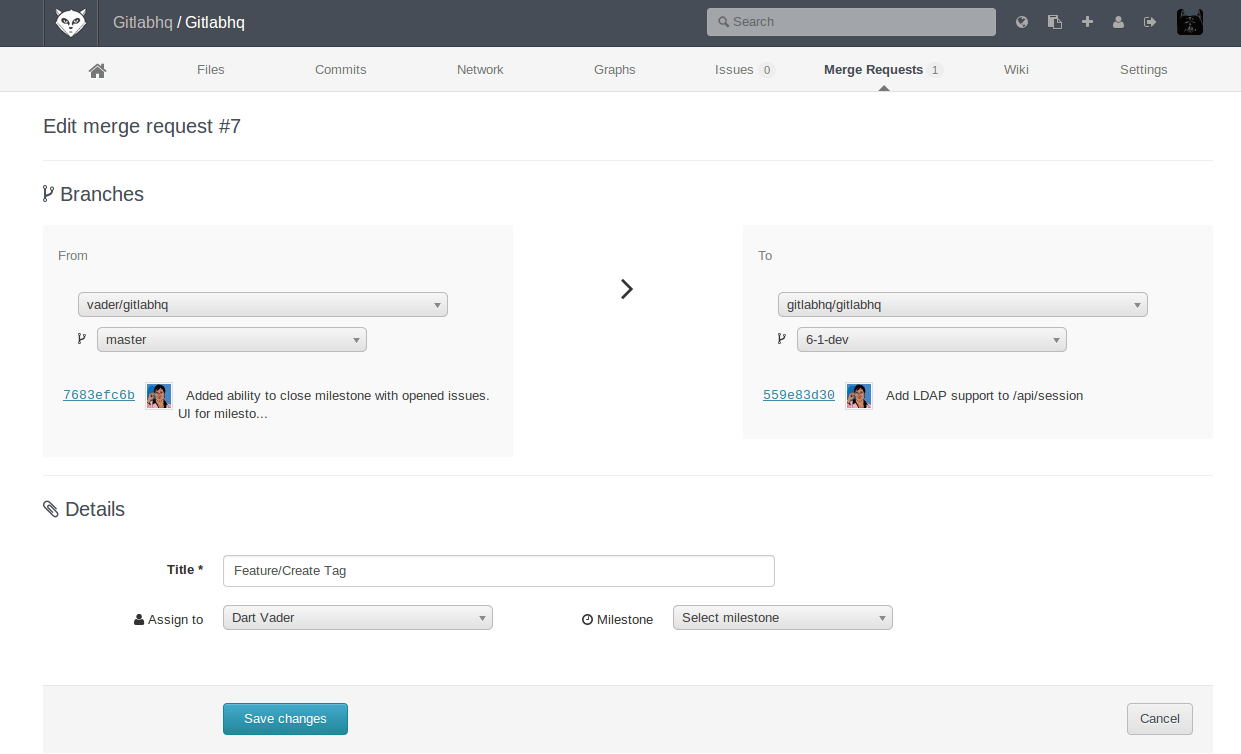 Gitlabhq / Gitlabhq
Search
Files
Commits
Network
Graphs
Issues 0
Merge Requests 1
Wiki
Settings
Edit merge request #7
Branches
From
vader/gitlabhq
master
7683efc6b Added ability to close milestone with opened issues.
UI for milesto...
To
gitlabhq/gitlabhq
6-1-dev
559e83d30 Add LDAP support to /api/session
Details
Title * Feature/Create Tag
Assign to Dart Vader
Milestone Select milestone
Save changes
Cancel